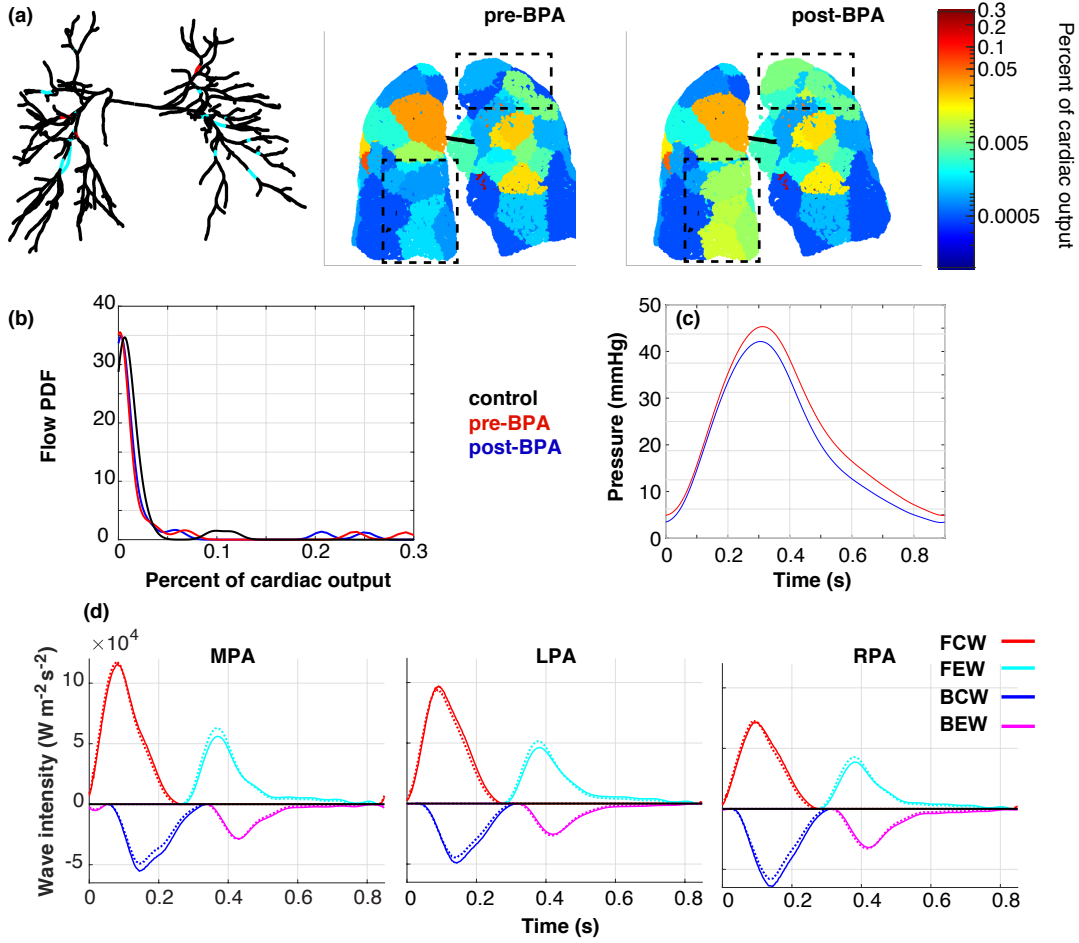 (a)
pre-BPA
post-BPA
0.3
0.1
0.05
0.005
0.0005
Percent of cardiac output
(b)
40
35
30
20
10
0
Flow PDF
0
0.1
0.2
0.3
Percent of cardiac output
control
pre-BPA
post-BPA
(c)
50
40
30
20
10
0
Pressure (mmHg)
0
0.2
0.4
0.6
0.8
Time (s)
(d)
×10⁴
MPA
LPA
RPA
FCW
FEW
BCW
BEW
Wave intensity (W m⁻² s⁻²)
10
5
0
-5
0 0.2 0.4 0.6 0.8
0 0.2 0.4 0.6 0.8
0 0.2 0.4 0.6 0.8
Time (s)